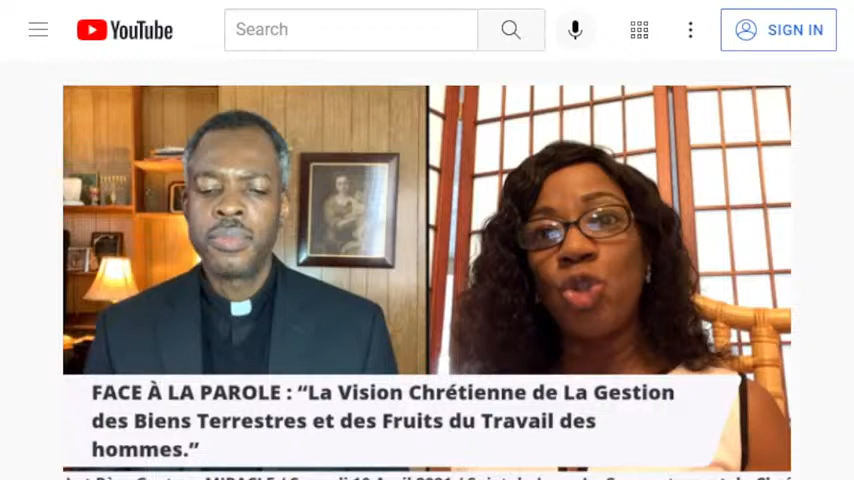 YouTube
Search
SIGN IN
FACE À LA PAROLE : “La Vision Chrétienne de La Gestion
des Biens Terrestres et des Fruits du Travail des
hommes.”